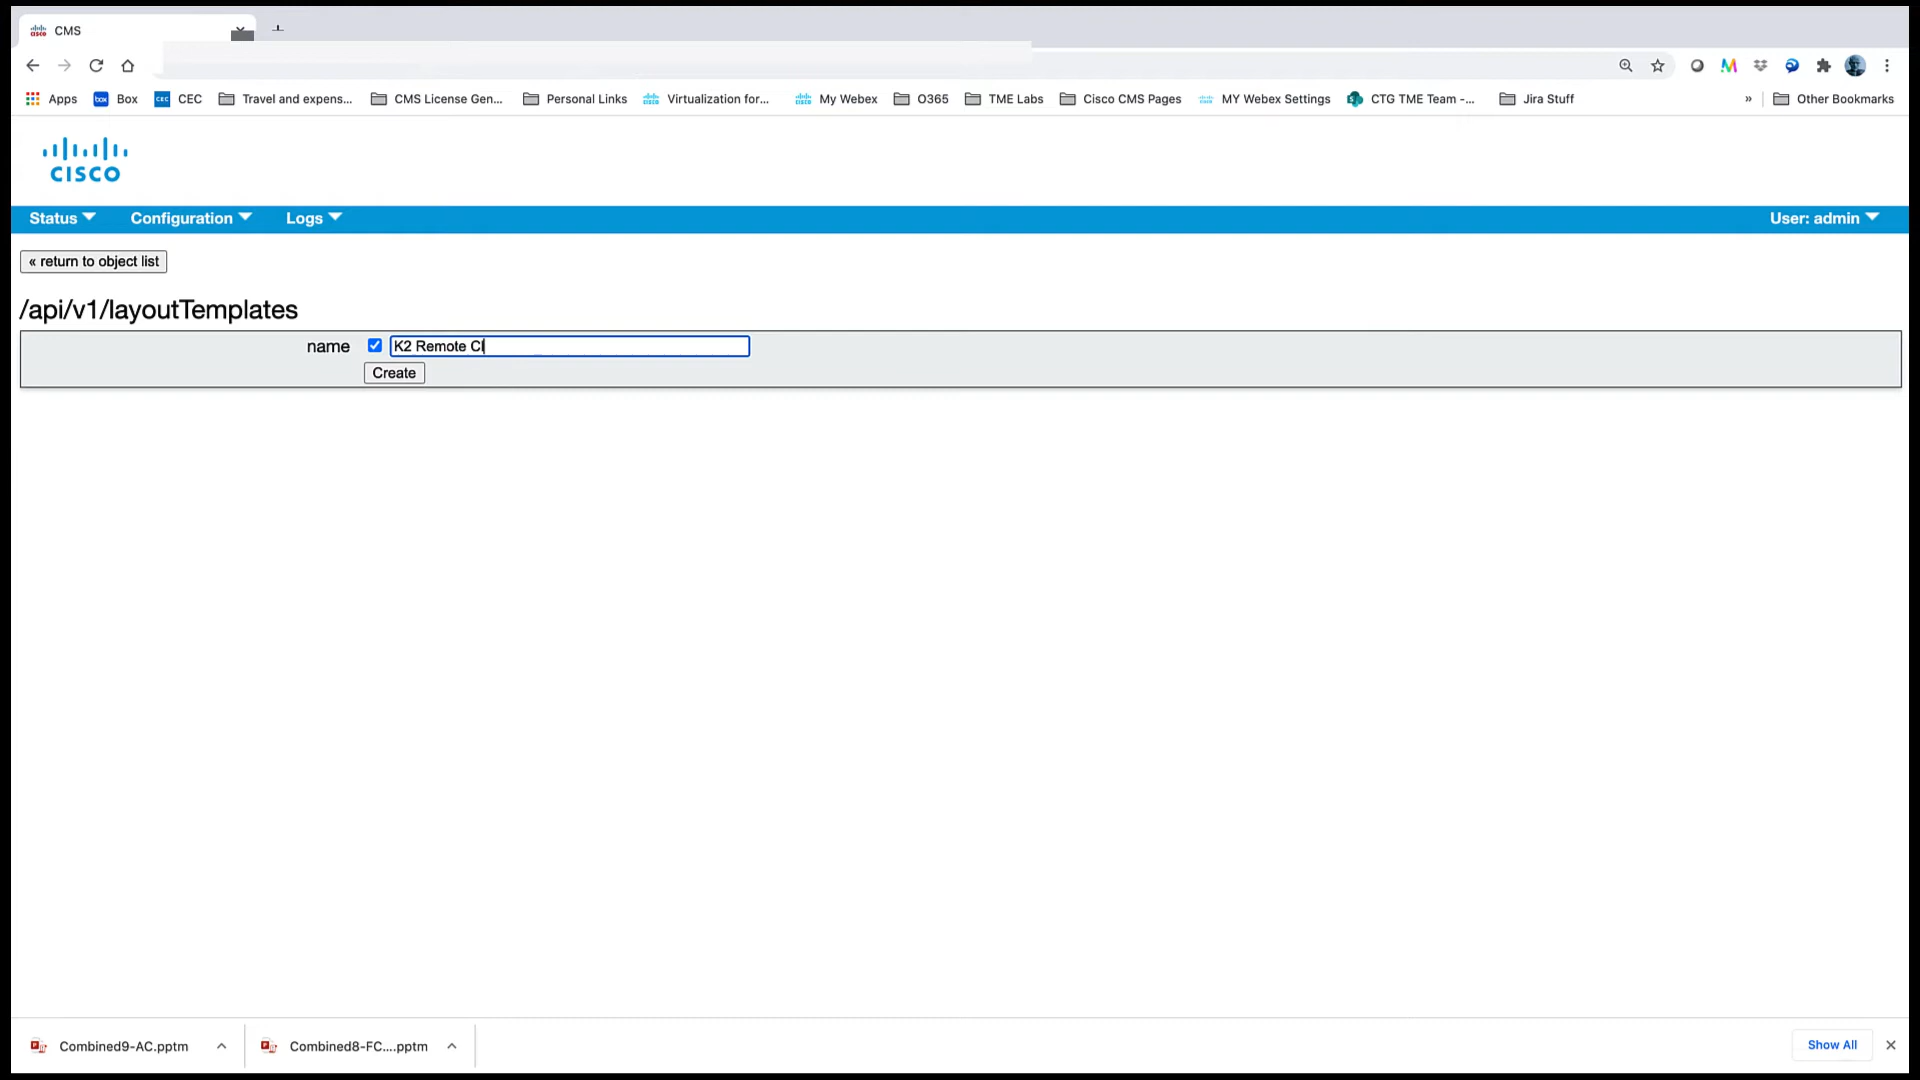 CMS
Apps Box CEC Travel and expens... CMS License Gen... Personal Links Virtualization for... My Webex O365 TME Labs Cisco CMS Pages MY Webex Settings CTG TME Team -... Jira Stuff » Other Bookmarks
CISCO
Status Configuration Logs User: admin
« return to object list
/api/v1/layoutTemplates
name K2 Remote Cl
Create
Combined9-AC.pptm Combined8-FC....pptm Show All